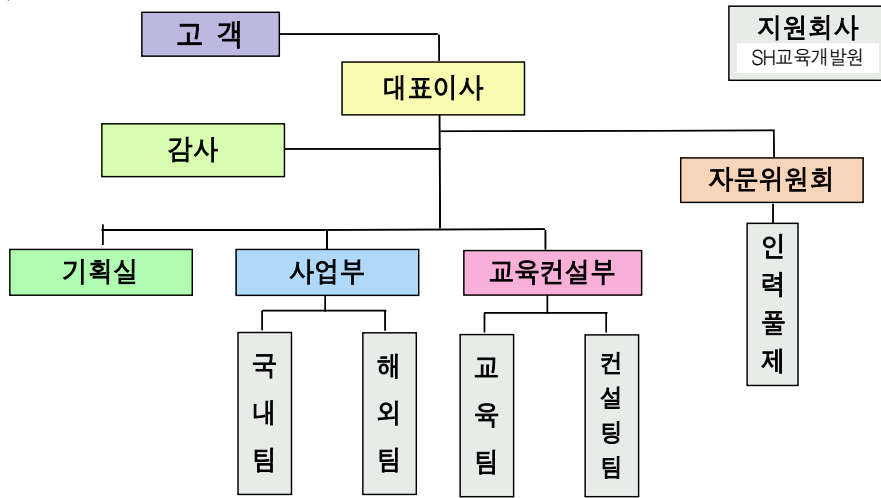 고 객
지원회사
SH교육개발원
대표이사
감사
자문위원회
기획실
사업부
교육컨설부
인력풀제
국내팀
해외팀
교육팀
컨설팅팀